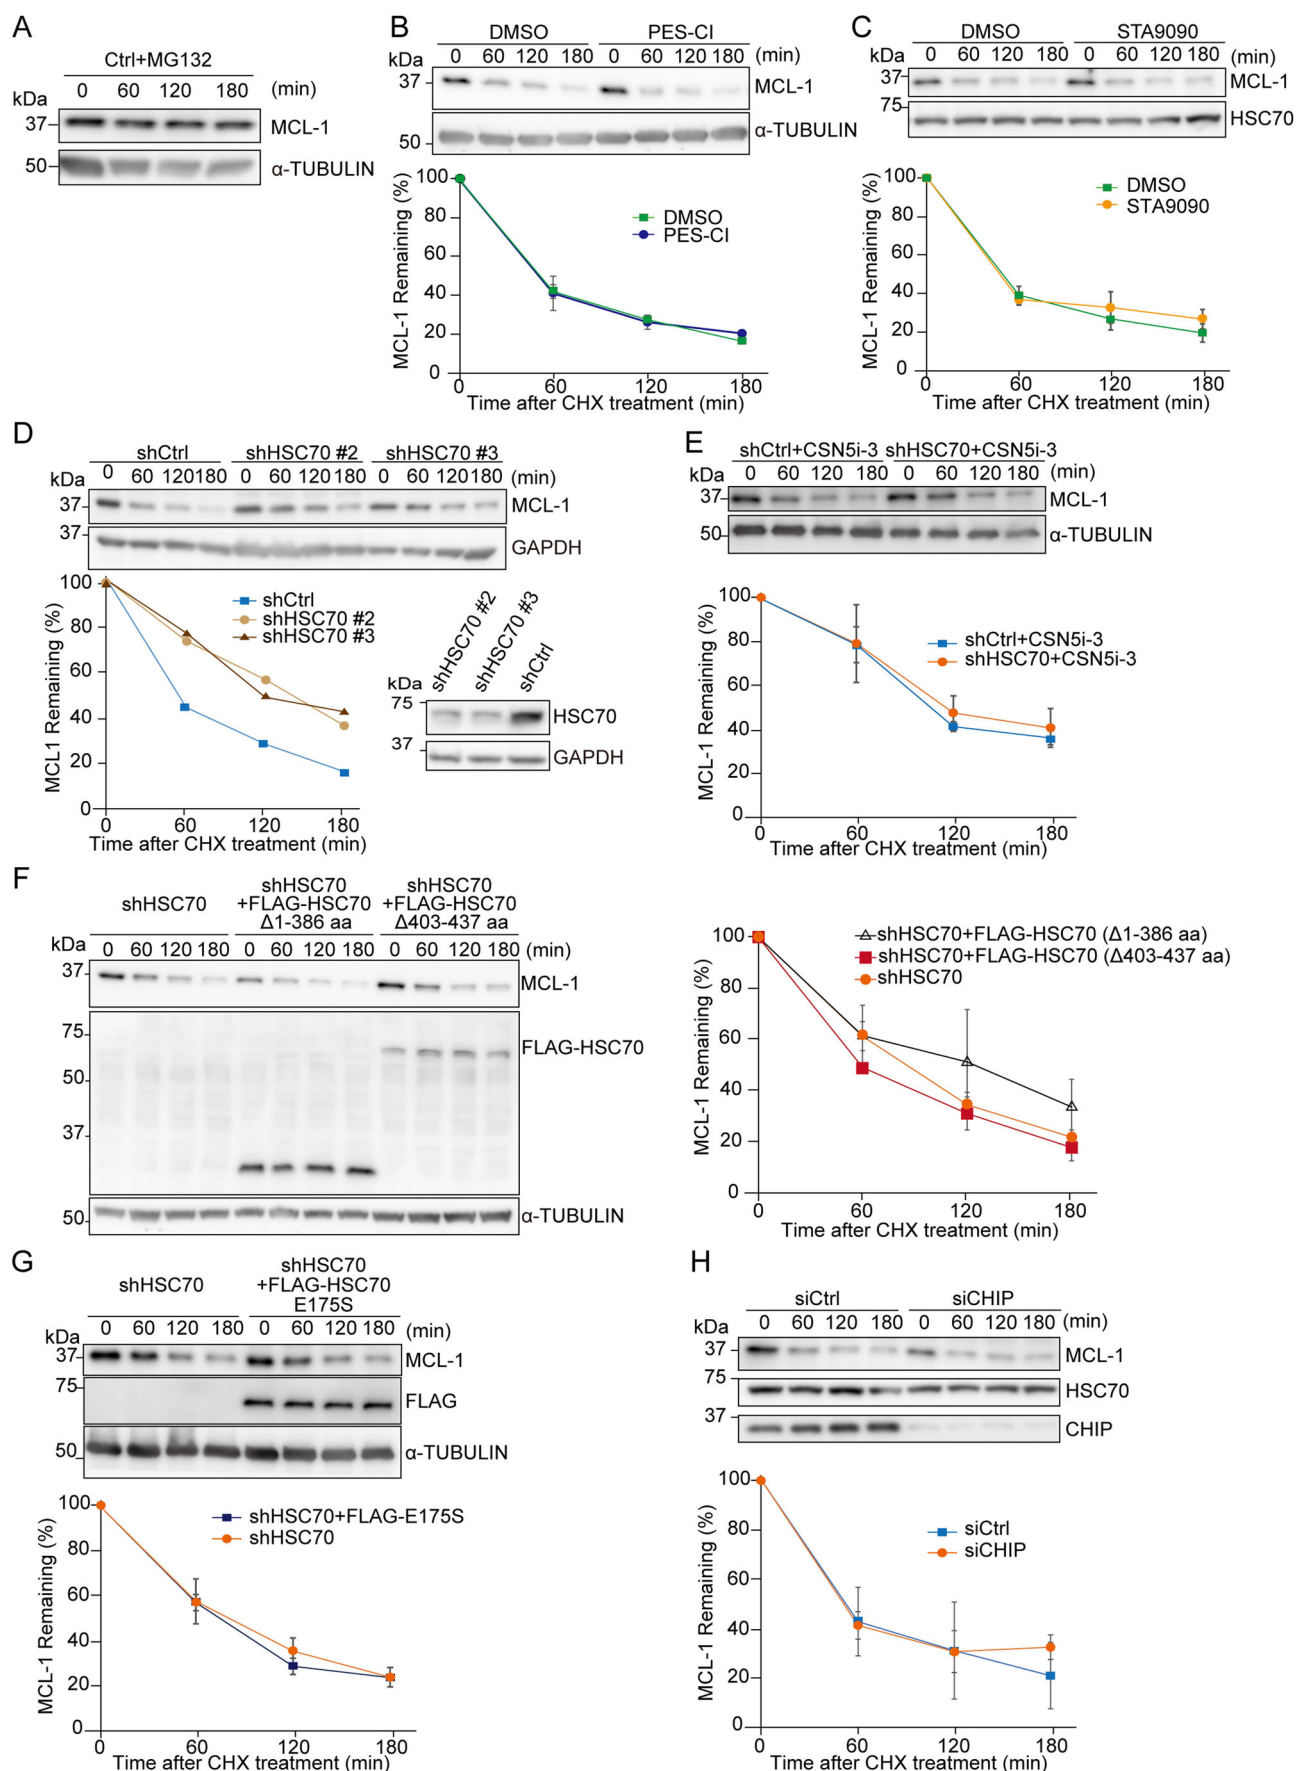 A
Ctrl+MG132
0 60 120 180 (min)
kDa
37 MCL-1
50 α-TUBULIN
B
DMSO PES-Cl
0 60 120 180 0 60 120 180 (min)
kDa
37 MCL-1
50 α-TUBULIN
MCL-1 Remaining (%)
100
80
60
40
20
0
DMSO
PES-Cl
0 60 120 180
Time after CHX treatment (min)
C
DMSO STA9090
0 60 120 180 0 60 120 180 (min)
kDa
37 MCL-1
75
HSC70
MCL-1 Remaining (%)
100
80
60
40
20
0
DMSO
STA9090
0 60 120 180
Time after CHX treatment (min)
D
shCtrl shHSC70 #2 shHSC70 #3
0 60 120 180 0 60 120 180 0 60 120 180 (min)
kDa
37 MCL-1
37
GAPDH
MCL1 Remaining (%)
100
80
60
40
20
0
shCtrl
shHSC70 #2
shHSC70 #3
0 60 120 180
Time after CHX treatment (min)
shHSC70 #2
shHSC70 #3
shCtrl
kDa
75
HSC70
37
GAPDH
E
shCtrl+CSN5i-3 shHSC70+CSN5i-3
0 60 120 180 0 60 120 180 (min)
kDa
37 MCL-1
50 α-TUBULIN
MCL-1 Remaining (%)
100
80
60
40
20
0
shCtrl+CSN5i-3
shHSC70+CSN5i-3
0 60 120 180
Time after CHX treatment (min)
F
shHSC70
shHSC70
+FLAG-HSC70
Δ1-386 aa
shHSC70
+FLAG-HSC70
Δ403-437 aa
0 60 120 180 0 60 120 180 0 60 120 180 (min)
kDa
37 MCL-1
75
FLAG-HSC70
50
37
50 α-TUBULIN
MCL-1 Remaining (%)
100
80
60
40
20
0
shHSC70+FLAG-HSC70 (Δ1-386 aa)
shHSC70+FLAG-HSC70 (Δ403-437 aa)
shHSC70
0 60 120 180
Time after CHX treatment (min)
G
shHSC70
shHSC70
+FLAG-HSC70
E175S
0 60 120 180 0 60 120 180 (min)
kDa
37 MCL-1
75
FLAG
50 α-TUBULIN
MCL-1 Remaining (%)
100
80
60
40
20
0
shHSC70+FLAG-E175S
shHSC70
0 60 120 180
Time after CHX treatment (min)
H
siCtrl siCHIP
0 60 120 180 0 60 120 180 (min)
kDa
37 MCL-1
75
HSC70
37
CHIP
MCL-1 Remaining (%)
100
80
60
40
20
0
siCtrl
siCHIP
0 60 120 180
Time after CHX treatment (min)